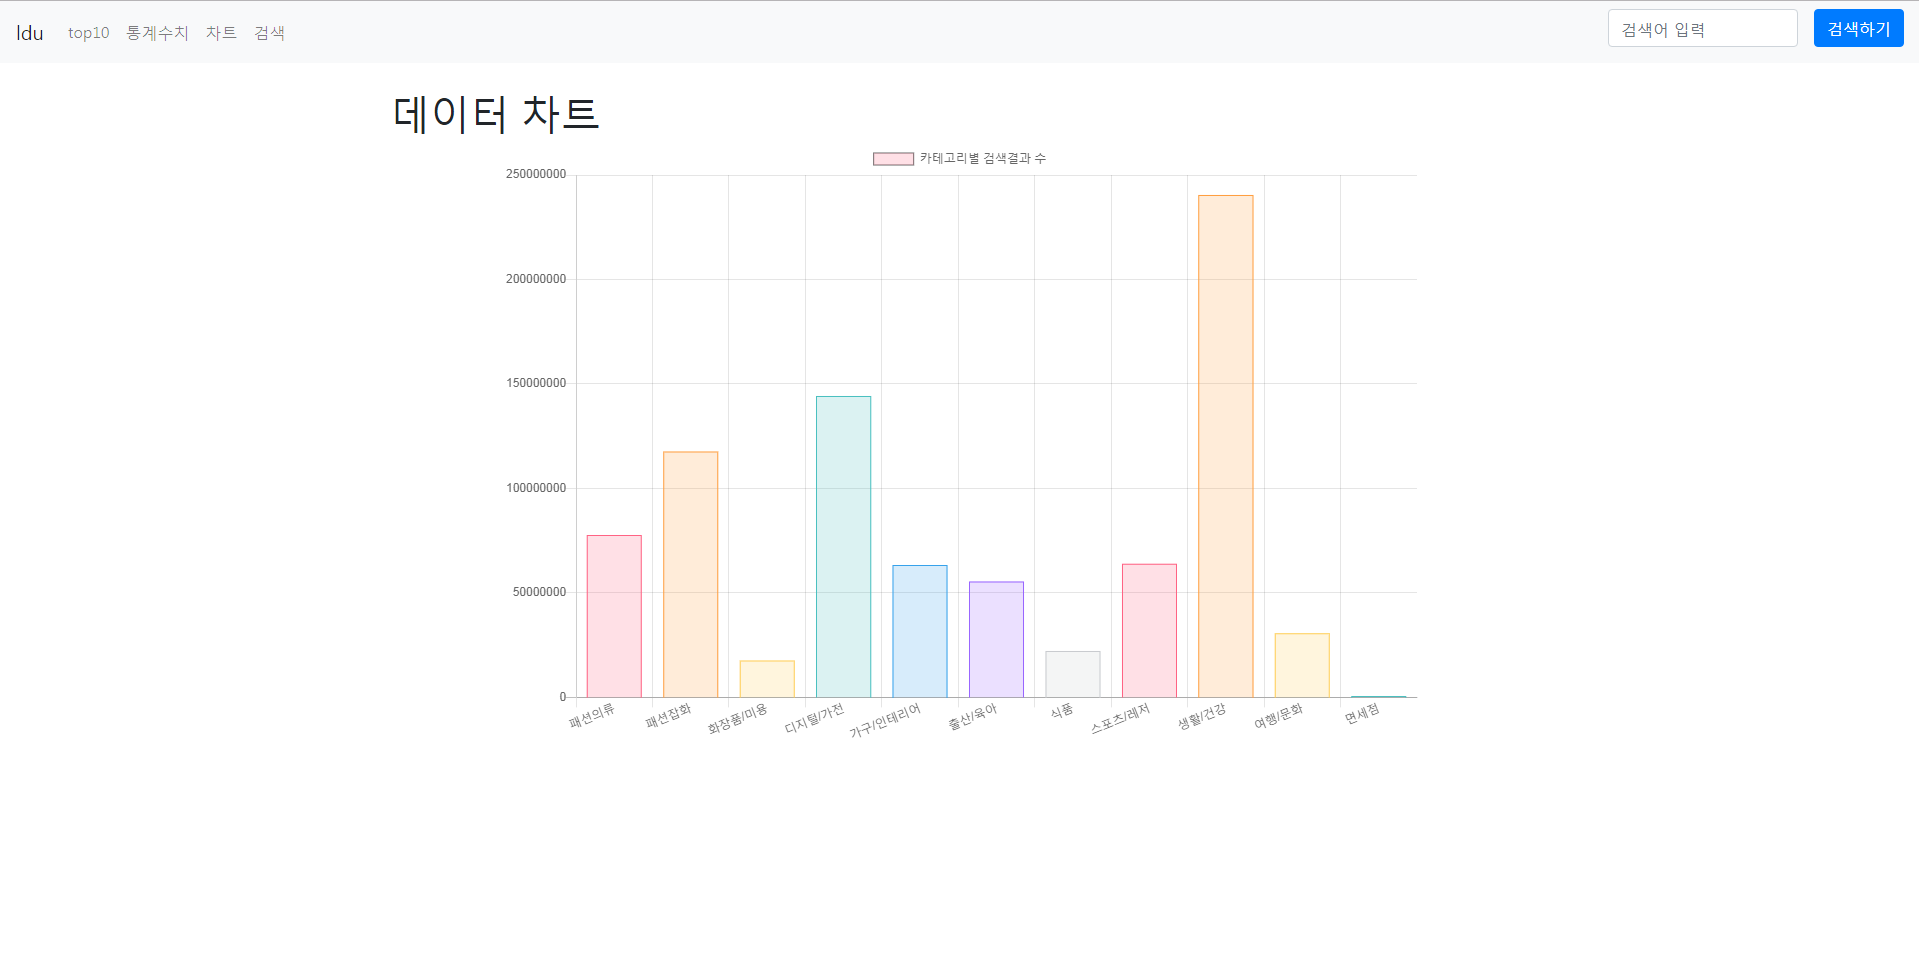 ldu top10 통계수치 차트 검색 검색어 입력 검색하기
데이터 차트
카테고리별 검색결과 수
250000000
200000000
150000000
100000000
50000000
0
패션의류 패션잡화 화장품/미용 디지털/가전 가구/인테리어 출산/육아 식품 스포츠/레저 생활/건강 여행/문화 면세점